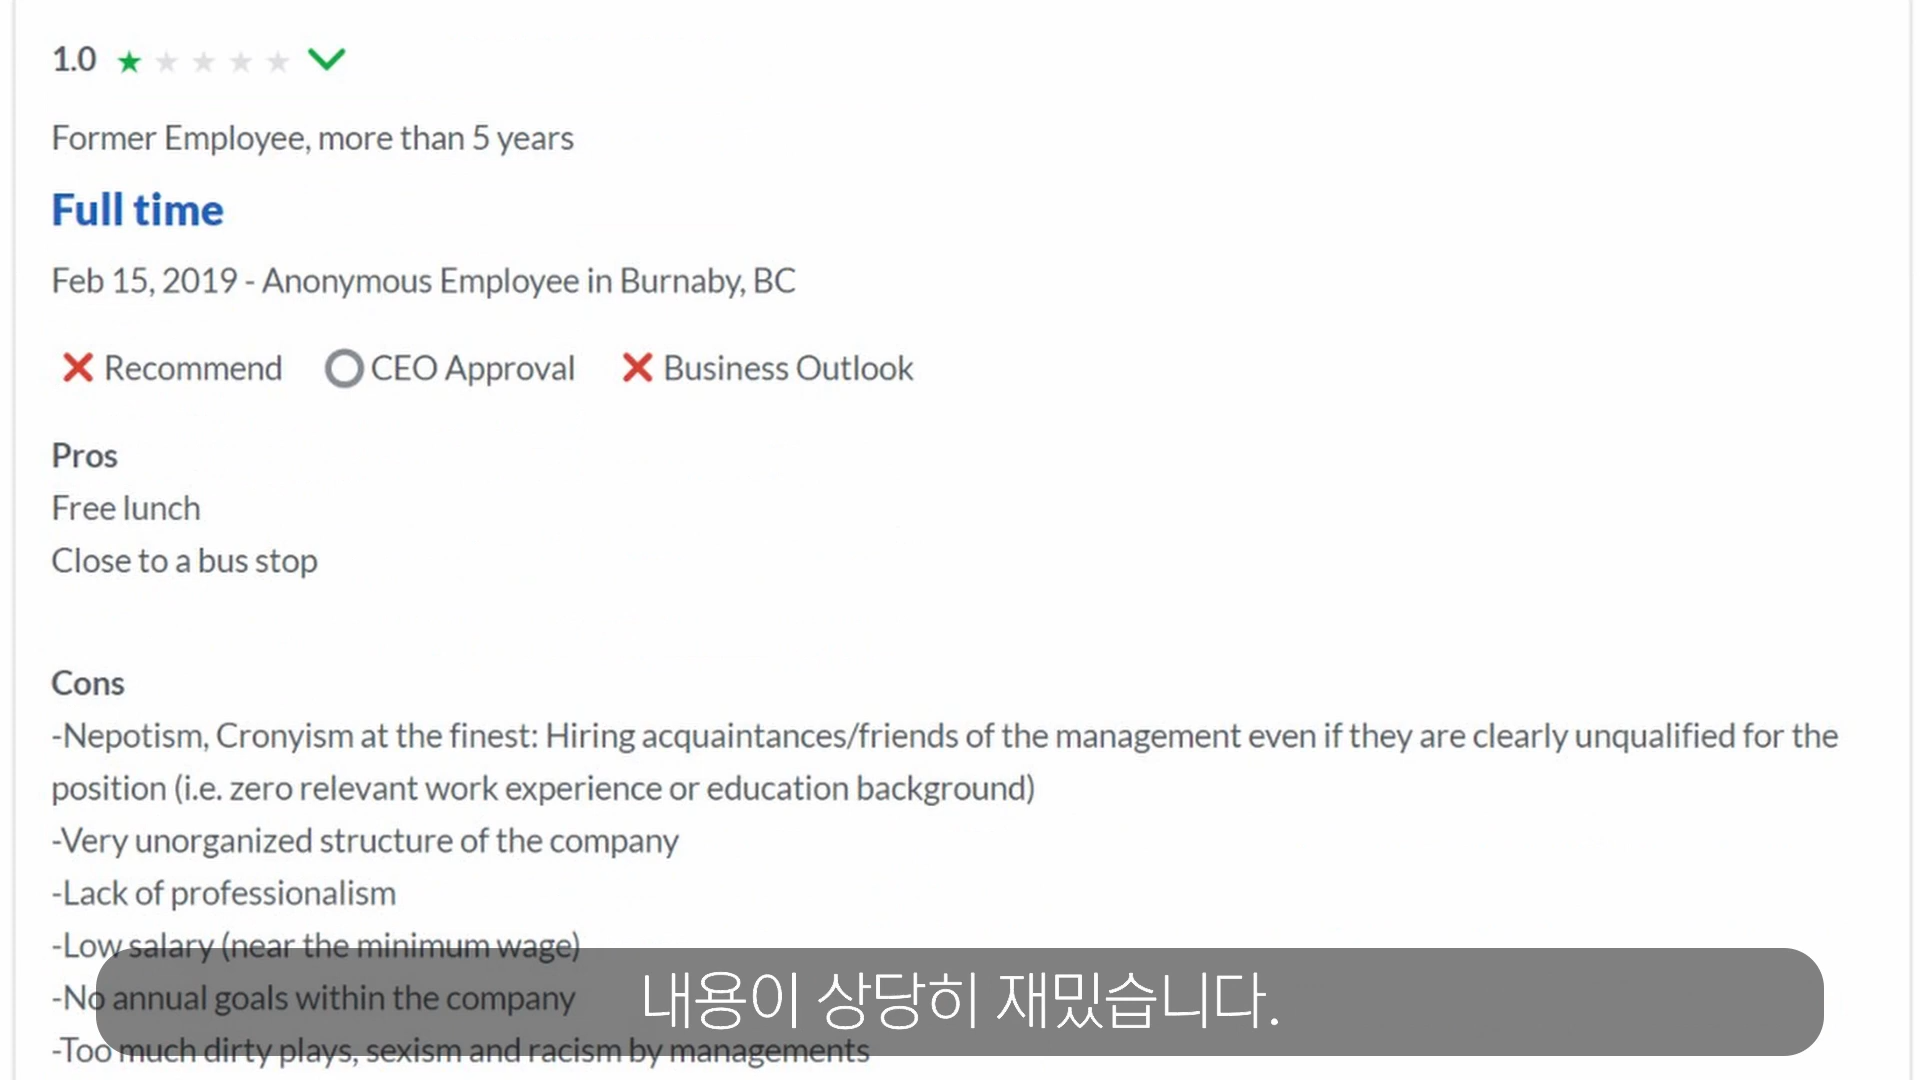 1.0
Former Employee, more than 5 years
Full time
Feb 15, 2019 - Anonymous Employee in Burnaby, BC
Recommend CEO Approval Business Outlook
Pros
Free lunch
Close to a bus stop
Cons
-Nepotism, Cronyism at the finest: Hiring acquaintances/friends of the management even if they are clearly unqualified for the
position (i.e. zero relevant work experience or education background)
-Very unorganized structure of the company
-Lack of professionalism
-Low salary (near the minimum wage)
-No annual goals within the company
내용이 상당히 재밌습니다.
-Too much dirty plays, sexism and racism by managements